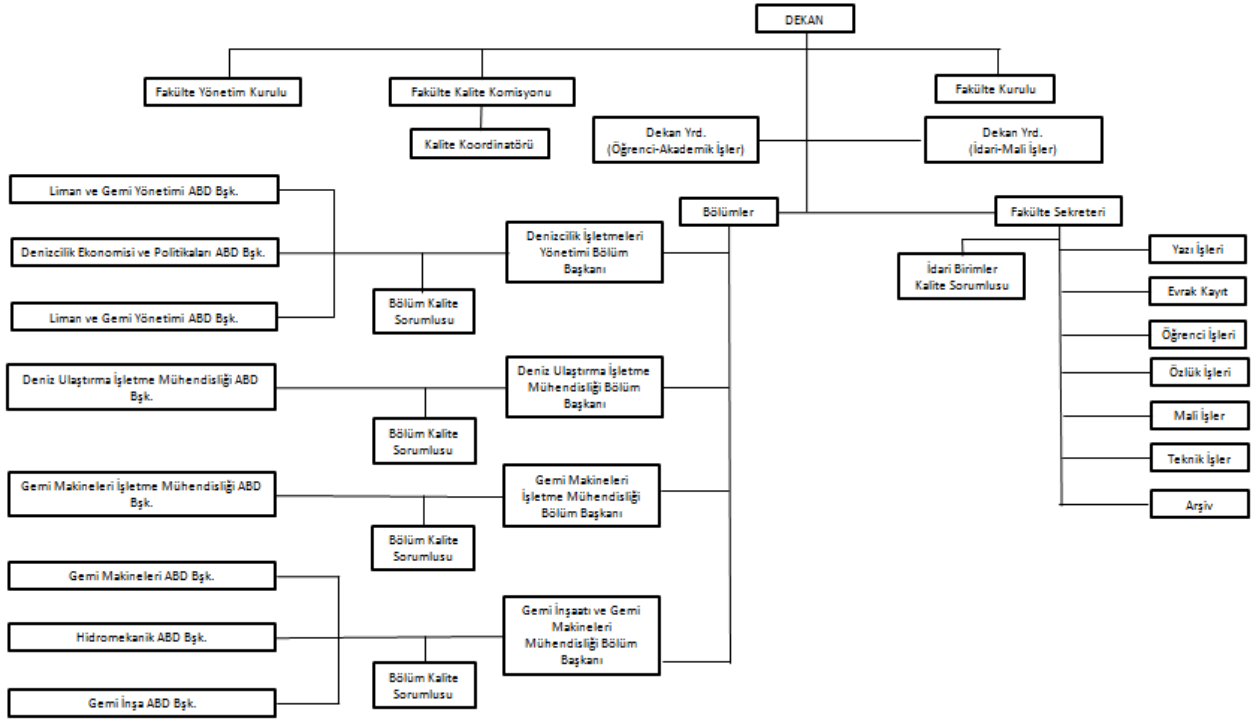 DEKAN
Fakülte Yönetim Kurulu
Fakülte Kalite Komisyonu
Fakülte Kurulu
Kalite Koordinatörü
Dekan Yrd.
(Öğrenci-Akademik İşler)
Dekan Yrd.
(İdari-Mali İşler)
Liman ve Gemi Yönetimi ABD Bşk.
Bölümler
Fakülte Sekreteri
Denizcilik Ekonomisi ve Politikaları ABD Bşk.
Denizcilik İşletmeleri
Yönetimi Bölüm
Başkanı
Yazı İşleri
İdari Birimler
Kalite Sorumlusu
Evrak Kayıt
Liman ve Gemi Yönetimi ABD Bşk.
Bölüm Kalite
Sorumlusu
Öğrenci İşleri
Deniz Ulaştırma İşletme Mühendisliği ABD
Bşk.
Deniz Ulaştırma İşletme
Mühendisliği Bölüm
Başkanı
Özlük İşleri
Bölüm Kalite
Sorumlusu
Mali İşler
Teknik İşler
Gemi Makineleri İşletme Mühendisliği ABD
Bşk.
Gemi Makineleri
İşletme Mühendisliği
Bölüm Başkanı
Arşiv
Bölüm Kalite
Sorumlusu
Gemi Makineleri ABD Bşk.
Hidromekanik ABD Bşk.
Gemi İnşaatı ve Gemi
Makineleri
Mühendisliği Bölüm
Başkanı
Bölüm Kalite
Sorumlusu
Gemi İnşa ABD Bşk.